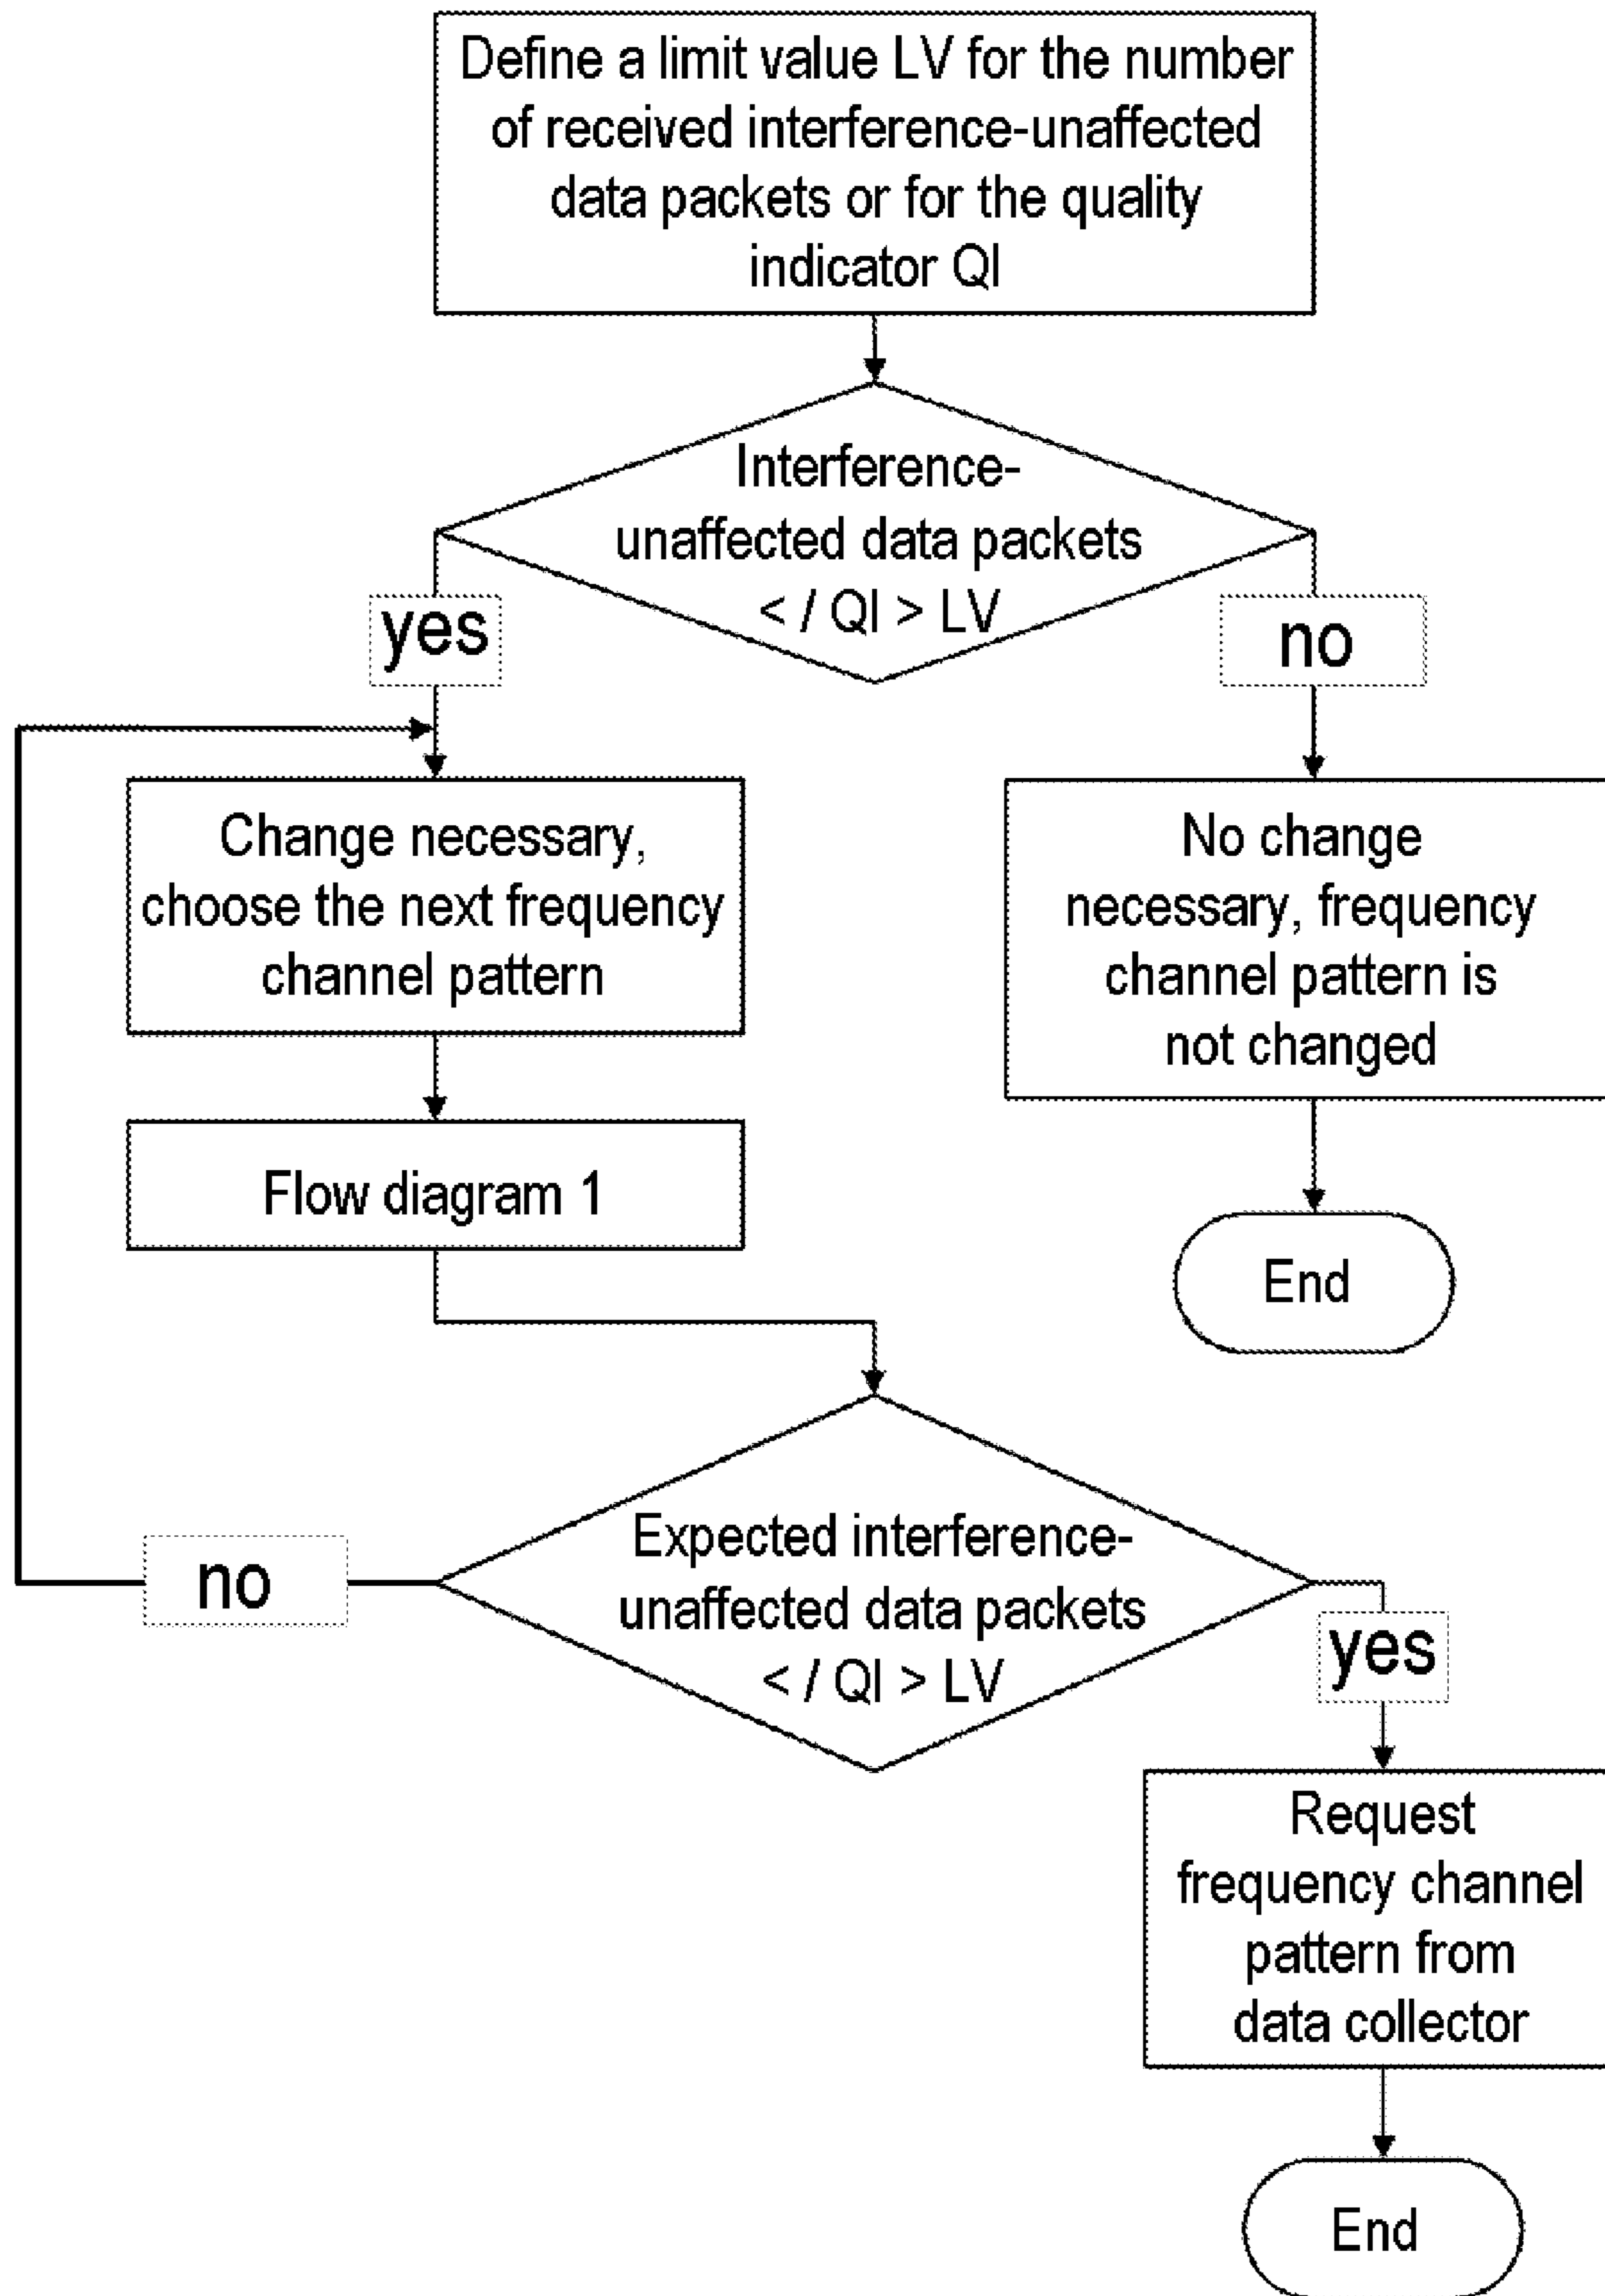 Define a limit value LV for the number
of received interference-unaffected
data packets or for the quality
indicator QI
Interference-
unaffected data packets
< / QI > LV
yes
no
Change necessary,
choose the next frequency
channel pattern
No change
necessary, frequency
channel pattern is
not changed
Flow diagram 1
End
Expected interference-
unaffected data packets
< / QI > LV
no
yes
Request
frequency channel
pattern from
data collector
End